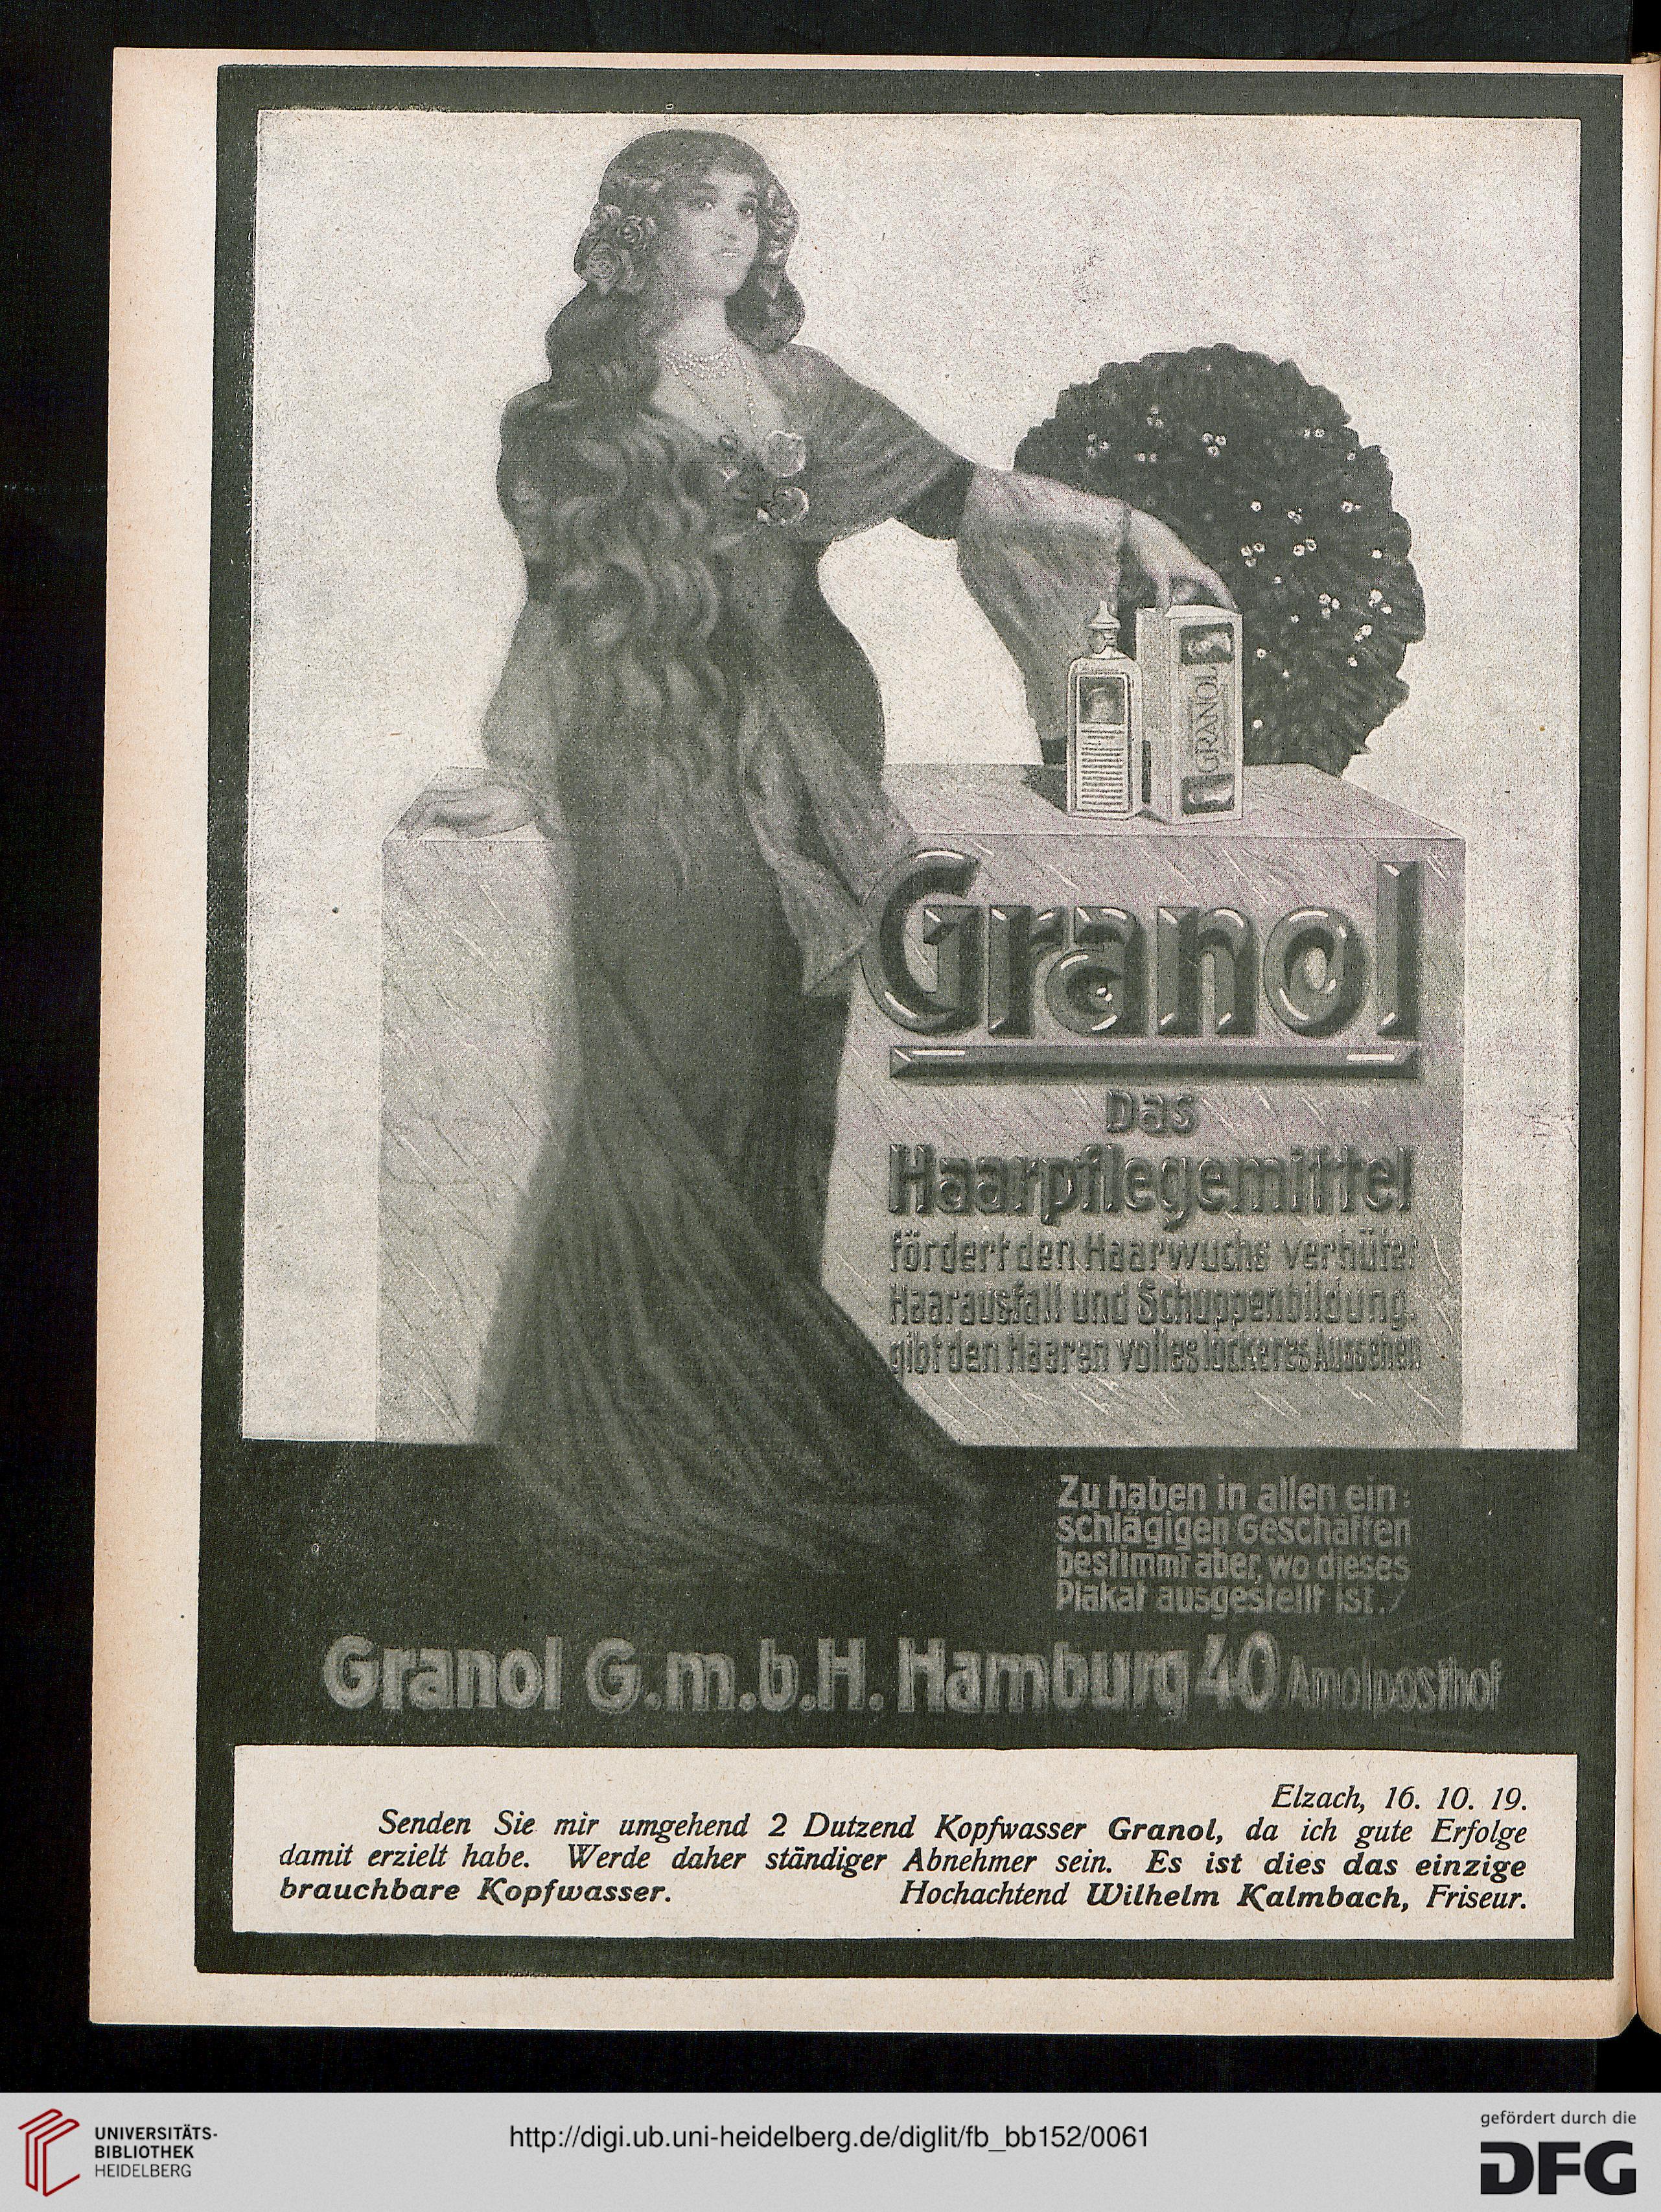 GRANOL
Granol
Das
Haarpflegemittel
fördert den Haarwuchs verhütet
Haarausfall und Schuppenbildung,
gibt den Haaren volles lockeres Aussehen
Zu haben in allen ein:
schlägigen Geschäften
bestimmt aber, wo dieses
Plakat ausgestellt ist.
Granol G.m.b.H. Hamburg 40 Amolposthof
Elzach, 16. 10. 19.
Senden Sie mir umgehend 2 Dutzend Kopfwasser Granol, da ich gute Erfolge
damit erzielt habe. Werde daher ständiger Abnehmer sein. Es ist dies das einzige
brauchbare Kopfwasser. Hochachtend Wilhelm Kalmbach, Friseur.
UNIVERSITÄTS-
BIBLIOTHEK
HEIDELBERG
http://digi.ub.uni-heidelberg.de/diglit/fb_bb152/0061
gefördert durch die
DFG